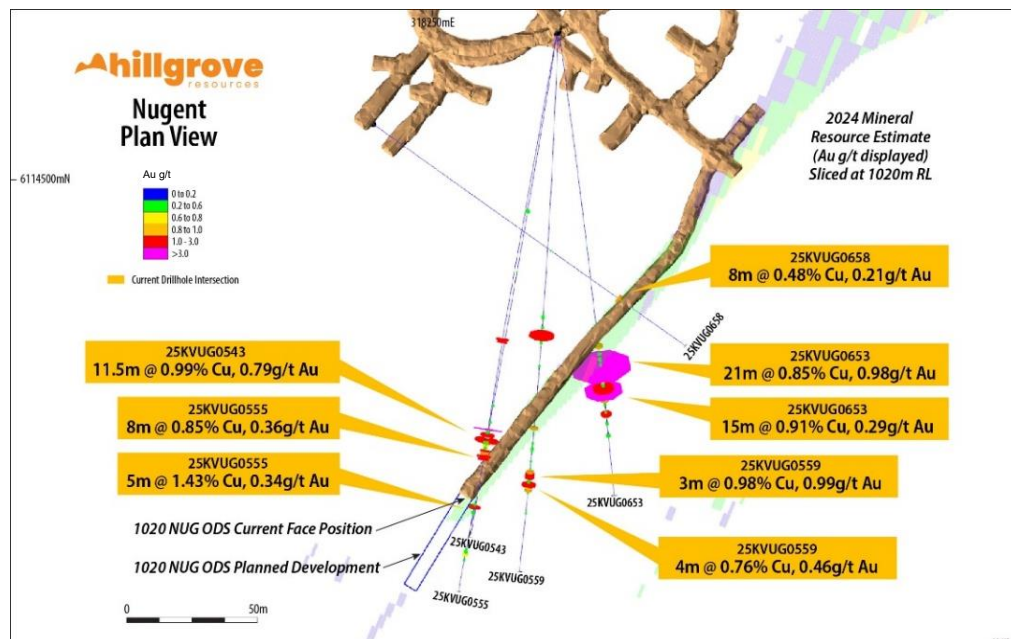 318250mE
hillgrove
resources
Nugent
Plan View
2024 Mineral
Resource Estimate
(Au g/t displayed)
Sliced at 1020m RL
6114500mN
Au g/t
0 to 0.2
0.2 to 0.6
0.6 to 0.8
0.8 to 1.0
1.0 - 3.0
>3.0
Current Drillhole Intersection
25KVUG0658
8m @ 0.48% Cu, 0.21g/t Au
25KVUG0658
25KVUG0543
11.5m @ 0.99% Cu, 0.79g/t Au
25KVUG0653
21m @ 0.85% Cu, 0.98g/t Au
25KVUG0555
8m @ 0.85% Cu, 0.36g/t Au
25KVUG0653
15m @ 0.91% Cu, 0.29g/t Au
25KVUG0555
5m @ 1.43% Cu, 0.34g/t Au
25KVUG0559
3m @ 0.98% Cu, 0.99g/t Au
25KVUG0653
1020 NUG ODS Current Face Position
25KVUG0543
25KVUG0559
4m @ 0.76% Cu, 0.46g/t Au
1020 NUG ODS Planned Development
25KVUG0559
25KVUG0555
0
50m